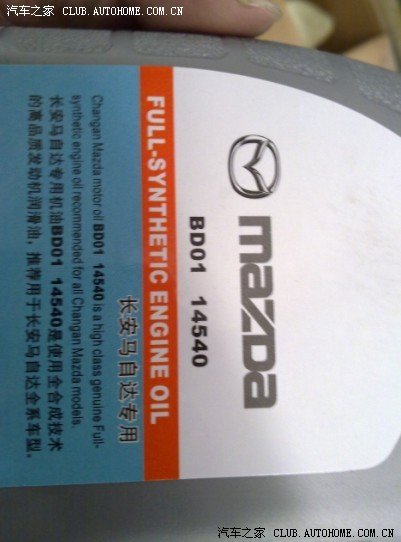 汽车之家 CLUB.AUTOHOME.COM.CN
mazda
BD01 14540
FULL-SYNTHETIC ENGINE OIL
长安马自达专用
Changan Mazda motor oil BD01 14540 is a high class genuine Full-
synthetic engine oil recommended for all Changan Mazda models.
长安马自达专用机油BD01 14540是使用全合成技术
的高品质发动机润滑油，推荐用于长安马自达全系车型。
汽车之家 CLUB.AUTOHOME.COM.CN